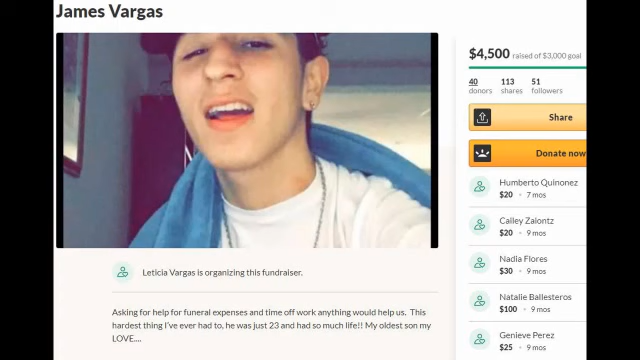 James Vargas
$4,500 raised of $3,000 goal
40 113 51
donors shares followers
Share
Donate now
Humberto Quinonez
$20 • 7 mos
Cailey Zalontz
$20 • 9 mos
Nadia Flores
$30 • 9 mos
Natalie Ballesteros
$100 • 9 mos
Genieve Perez
$25 • 9 mos
Leticia Vargas is organizing this fundraiser.
Asking for help for funeral expenses and time off work anything would help us. This
hardest thing I've ever had to, he was just 23 and had so much life!! My oldest son my
LOVE....